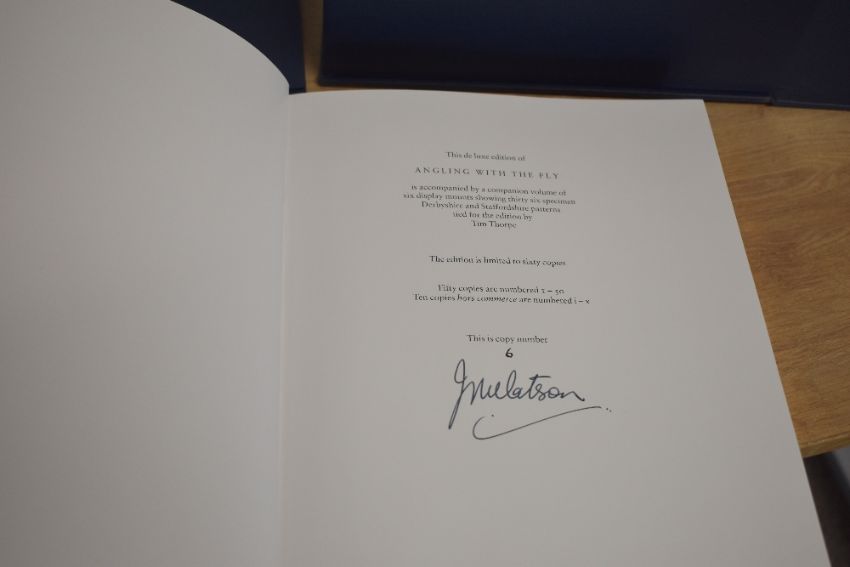 This de luxe edition of
ANGLING WITH THE FLY
is accompanied by a companion volume of
six display mounts showing thirty six specimen
Derbyshire and Staffordshire patterns
tied for the edition by
Tim Thorpe
The edition is limited to sixty copies
Fifty copies are numbered 1 – 50
Ten copies hors commerce are numbered i – x
This is copy number
6